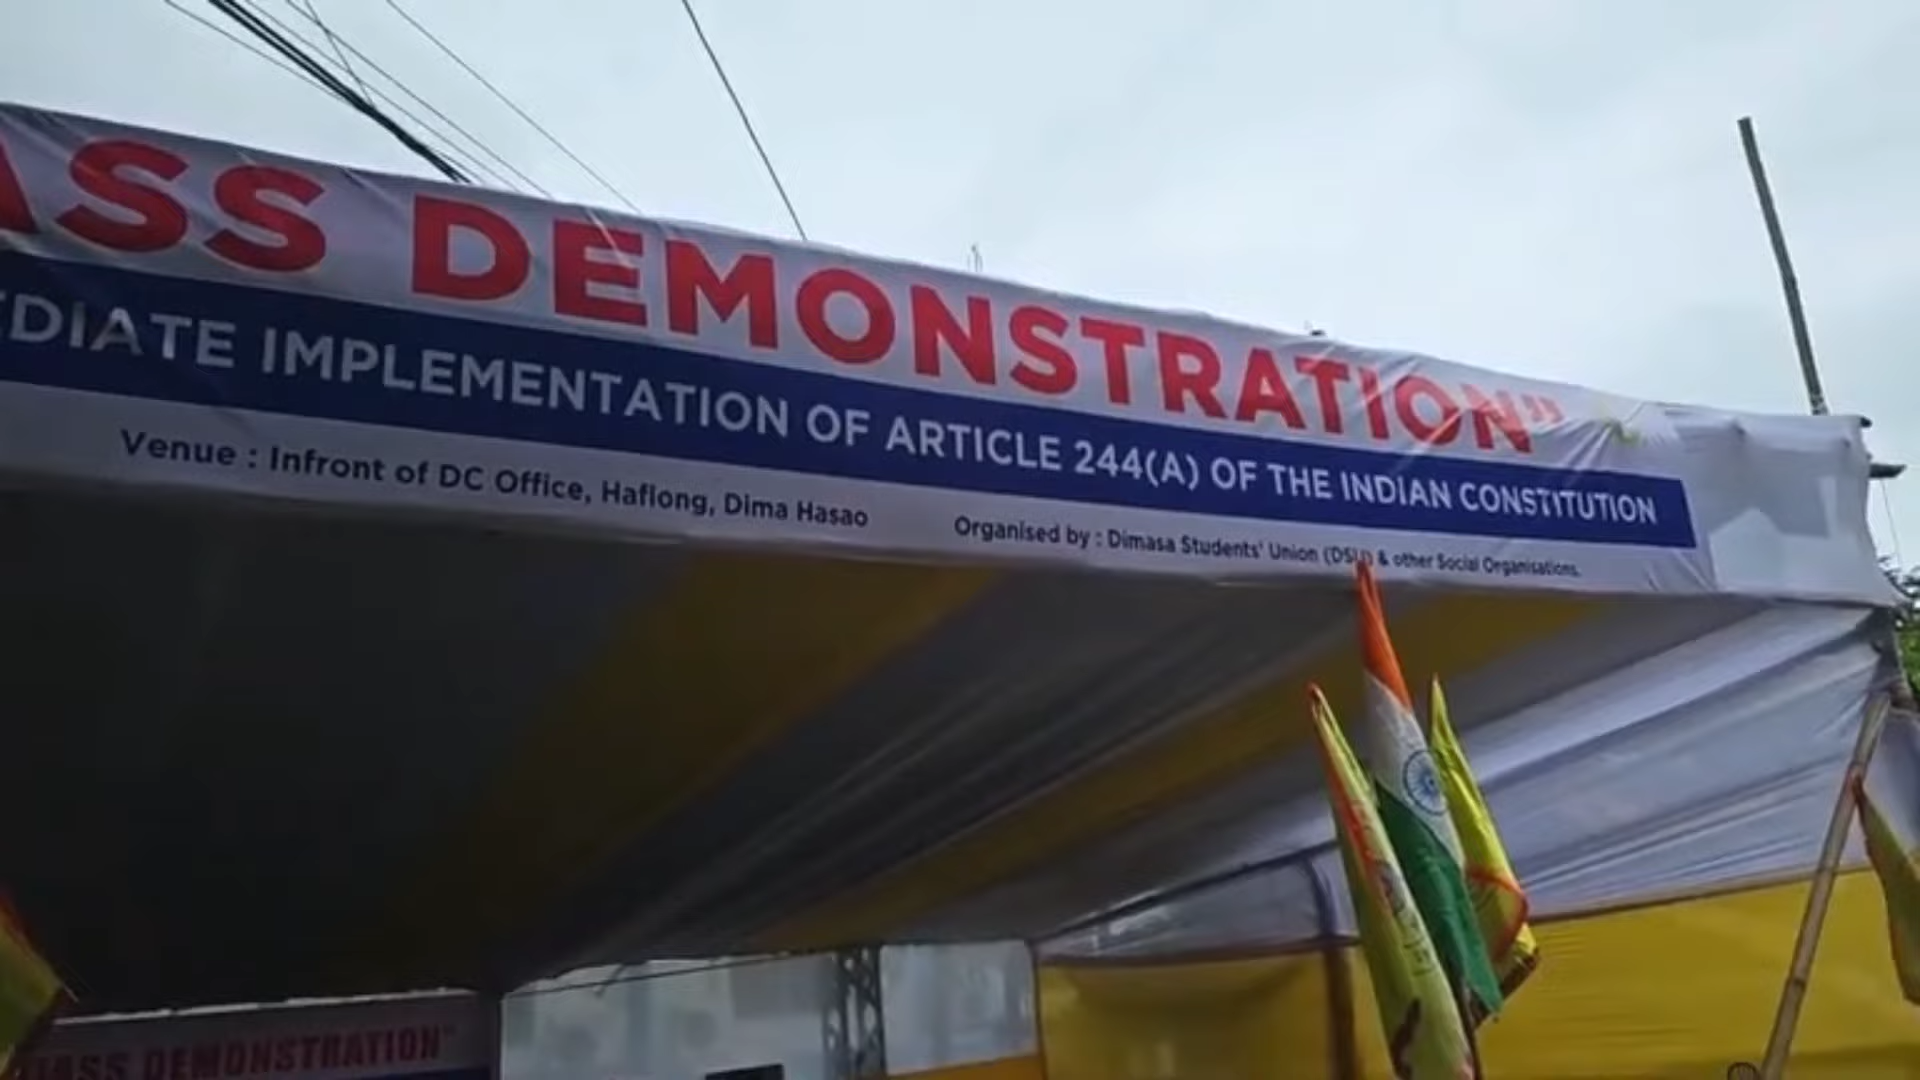 ASS DEMONSTRATION"
EDIATE IMPLEMENTATION OF ARTICLE 244(A) OF THE INDIAN CONSTITUTION
Venue : Infront of DC Office, Haflong, Dima Hasao
Organised by : Dimasa Students' Union (DSU) & other Social Organisations.
MASS DEMONSTRATION"